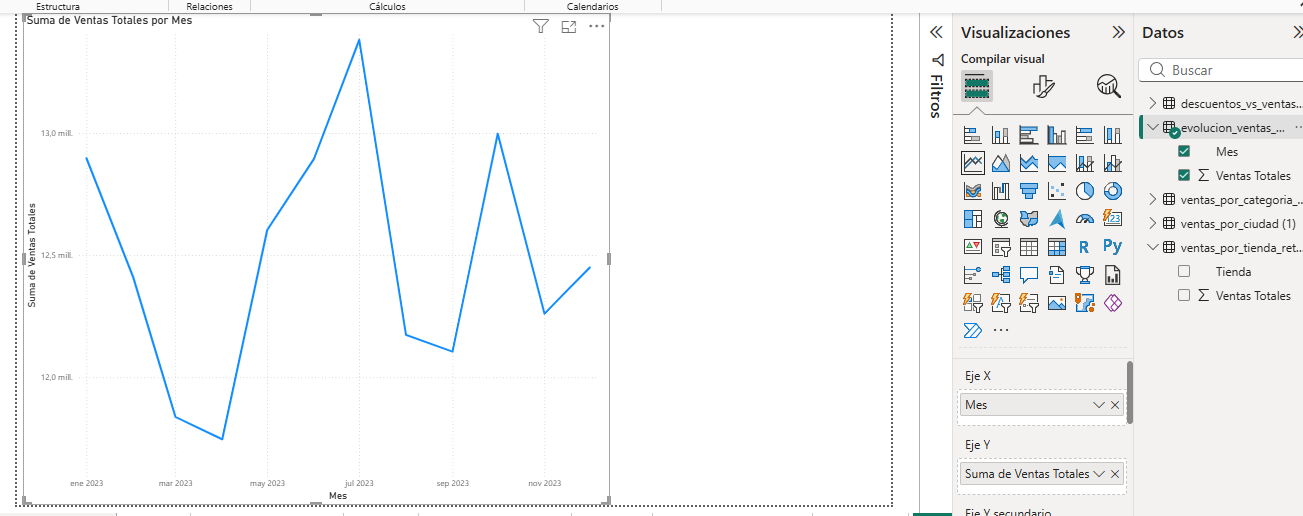 Estructura
Relaciones
Cálculos
Calendarios
Suma de Ventas Totales por Mes
13,0 mill.
12,5 mill.
12,0 mill.
Suma de Ventas Totales
ene 2023
mar 2023
may 2023
jul 2023
sep 2023
nov 2023
Mes
Filtros
Visualizaciones
Compilar visual
123
R
Py
Eje X
Mes
Eje Y
Suma de Ventas Totales
Eje Y secundario
Datos
Buscar
descuentos_vs_ventas...
evolucion_ventas_...
Mes
Ventas Totales
ventas_por_categoria_...
ventas_por_ciudad (1)
ventas_por_tienda_ret...
Tienda
Ventas Totales